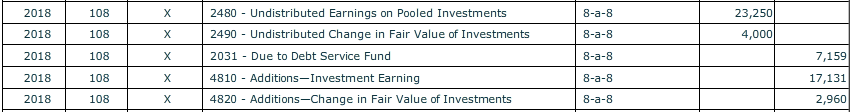 2018 108 X 2480 - Undistributed Earnings on Pooled Investments 8-a-8 23,250
2018 108 X 2490 - Undistributed Change in Fair Value of Investments 8-a-8 4,000
2018 108 X 2031 - Due to Debt Service Fund 8-a-8 7,159
2018 108 X 4810 - Additions—Investment Earning 8-a-8 17,131
2018 108 X 4820 - Additions—Change in Fair Value of Investments 8-a-8 2,960